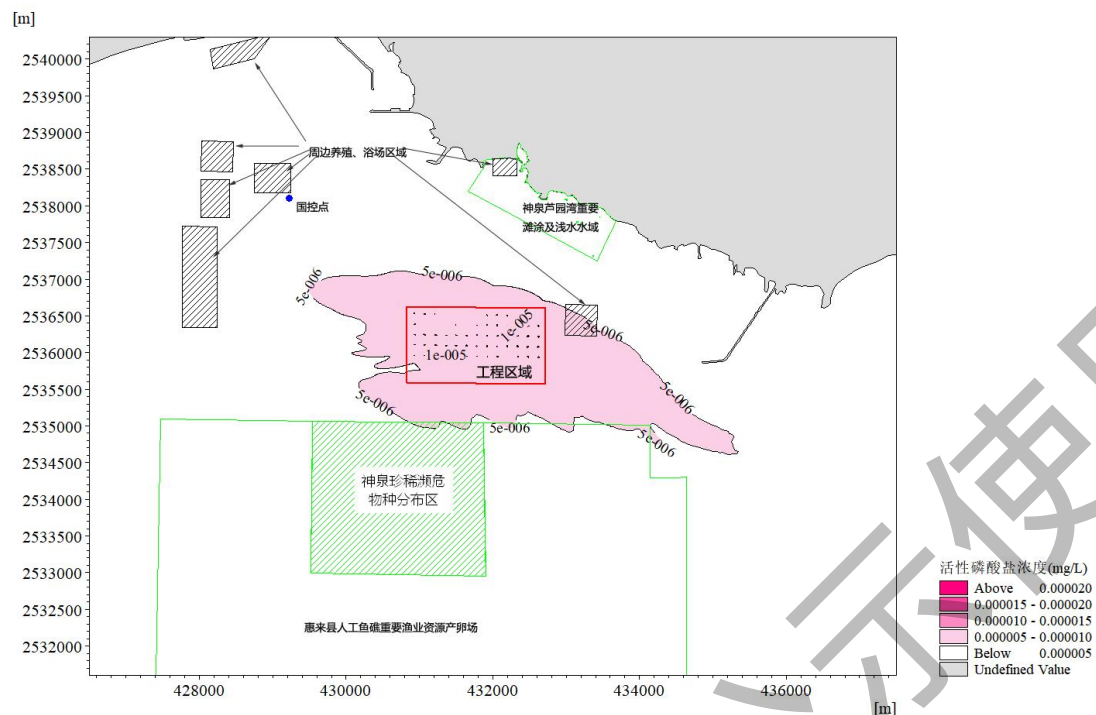 [m]
2540000
2539500
2539000
2538500
2538000
2537500
2537000
2536500
2536000
2535500
2535000
2534500
2534000
2533500
2533000
2532500
2532000
周边养殖、浴场区域
国控点
神泉芦园湾重要
滩涂及浅水水域
5e-006
5e-006
5e-006
1e-005
1e-005
工程区域
5e-006
5e-006
5e-006
5e-006
神泉珍稀濒危
物种分布区
惠来县人工鱼礁重要渔业资源产卵场
428000
430000
432000
434000
436000
[m]
活性磷酸盐浓度(mg/L)
Above 0.000020
0.000015 - 0.000020
0.000010 - 0.000015
0.000005 - 0.000010
Below 0.000005
Undefined Value
示使